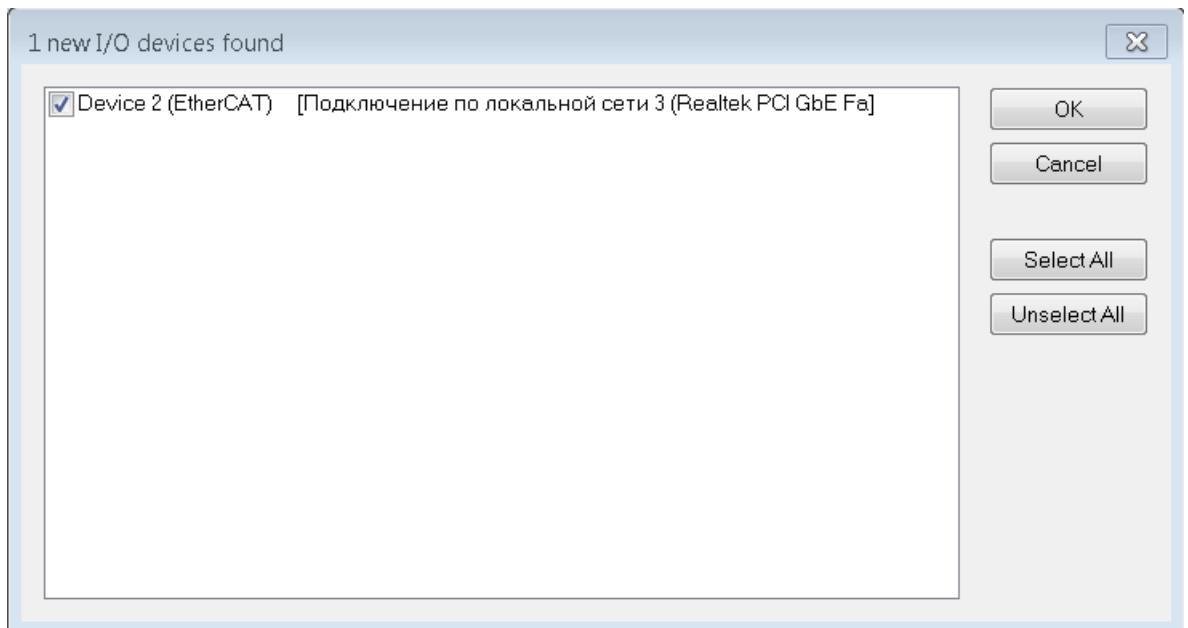 1 new I/O devices found
Device 2 (EtherCAT) [Подключение по локальной сети 3 (Realtek PCI GbE Fa]
OK
Cancel
Select All
Unselect All